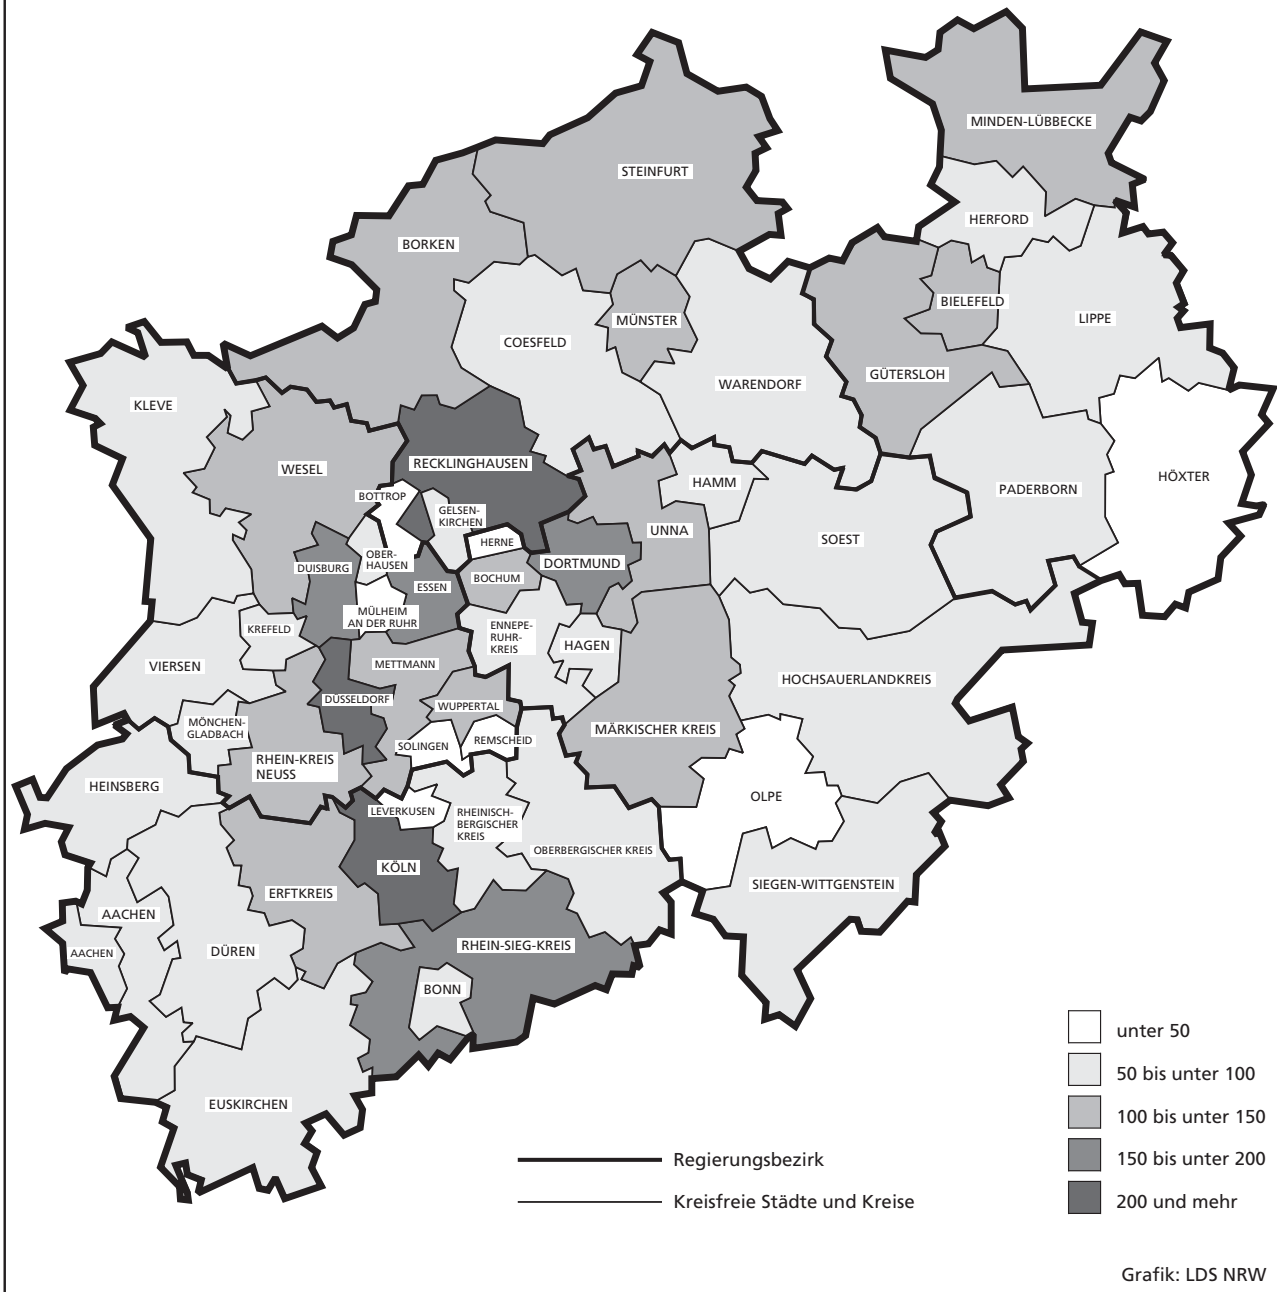 MINDEN-LÜBBECKE
STEINFURT
HERFORD
BORKEN
BIELEFELD
MÜNSTER
LIPPE
COESFELD
GÜTERSLOH
WARENDORF
KLEVE
RECKLINGHAUSEN
WESEL
HÖXTER
HAMM
PADERBORN
BOTTROP
GELSEN-
KIRCHEN
UNNA
SOEST
HERNE
OBER-
HAUSEN
DORTMUND
DUISBURG
BOCHUM
ESSEN
MÜLHEIM
AN DER RUHR
KREFELD
ENNEPE-
RUHR-
KREIS
HAGEN
VIERSEN
METTMANN
HOCHSAUERLANDKREIS
DÜSSELDORF
WUPPERTAL
MÖNCHEN-
GLADBACH
MÄRKISCHER KREIS
SOLINGEN
REMSCHEID
RHEIN-KREIS
NEUSS
HEINSBERG
OLPE
LEVERKUSEN
RHEINISCH-
BERGISCHER
KREIS
OBERBERGISCHER KREIS
KÖLN
SIEGEN-WITTGENSTEIN
ERFTKREIS
AACHEN
RHEIN-SIEG-KREIS
DÜREN
AACHEN
BONN
EUSKIRCHEN
unter 50
50 bis unter 100
100 bis unter 150
150 bis unter 200
200 und mehr
Regierungsbezirk
Kreisfreie Städte und Kreise
Grafik: LDS NRW